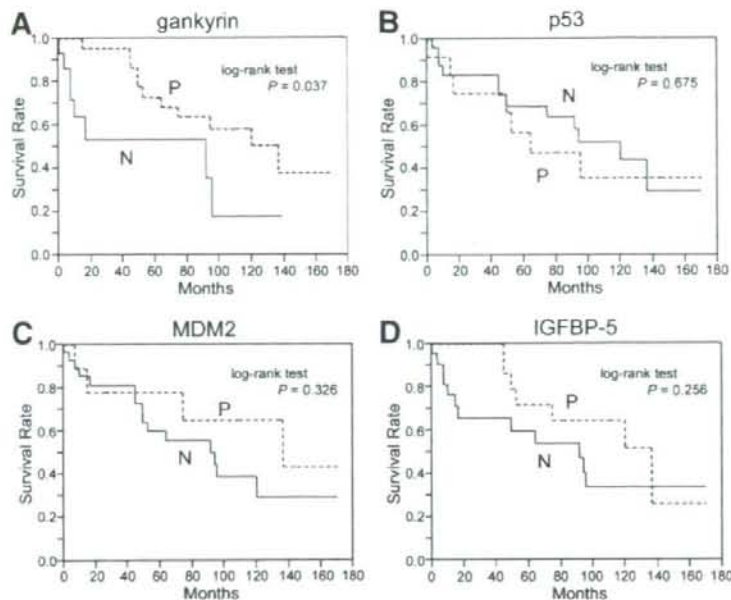 A gankyrin
log-rank test
P = 0.037
P
N
Survival Rate
1.0
0.8
0.6
0.4
0.2
0.0
0 20 40 60 80 100 120 140 160 180
Months
B p53
log-rank test
P = 0.675
N
P
Survival Rate
1.0
0.8
0.6
0.4
0.2
0.0
0 20 40 60 80 100 120 140 160 180
Months
C MDM2
log-rank test
P = 0.326
P
N
Survival Rate
1.0
0.8
0.6
0.4
0.2
0.0
0 20 40 60 80 100 120 140 160 180
Months
D IGFBP-5
log-rank test
P = 0.256
P
N
Survival Rate
1.0
0.8
0.6
0.4
0.2
0.0
0 20 40 60 80 100 120 140 160 180
Months